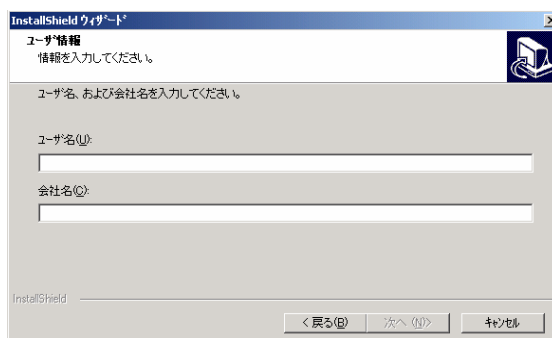 InstallShield ウィザード
ユーザ情報
情報を入力してください。
ユーザ名、および会社名を入力してください。
ユーザ名(U):
会社名(C):
InstallShield
< 戻る(B) 次へ (N)> キャンセル